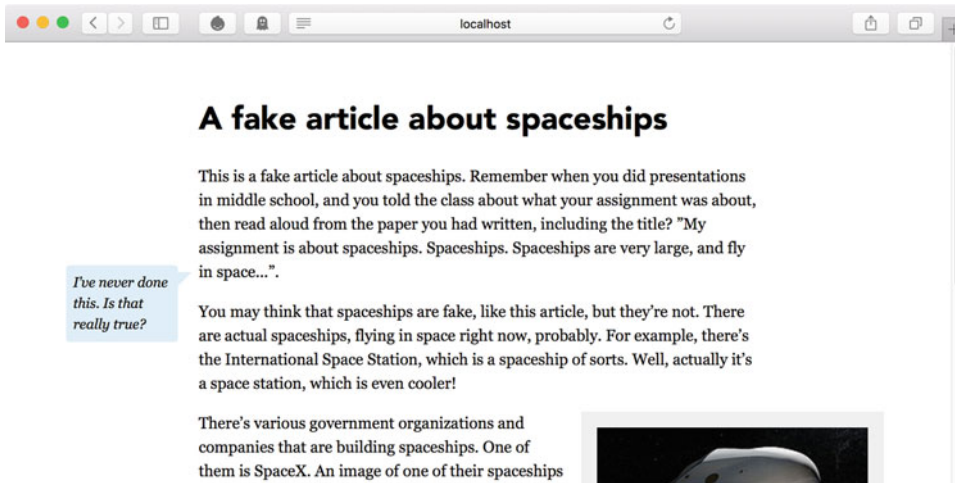 localhost
A fake article about spaceships
This is a fake article about spaceships. Remember when you did presentations
in middle school, and you told the class about what your assignment was about,
then read aloud from the paper you had written, including the title? ”My
assignment is about spaceships. Spaceships. Spaceships are very large, and fly
in space...”.
I’ve never done
this. Is that
really true?
You may think that spaceships are fake, like this article, but they’re not. There
are actual spaceships, flying in space right now, probably. For example, there’s
the International Space Station, which is a spaceship of sorts. Well, actually it’s
a space station, which is even cooler!
There’s various government organizations and
companies that are building spaceships. One of
them is SpaceX. An image of one of their spaceships